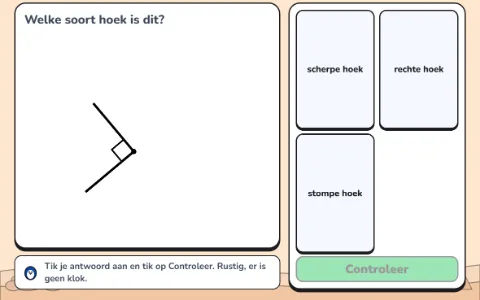 Welke soort hoek is dit?
scherpe hoek
rechte hoek
stompe hoek
Tik je antwoord aan en tik op Controleer. Rustig, er is
geen klok.
Controleer